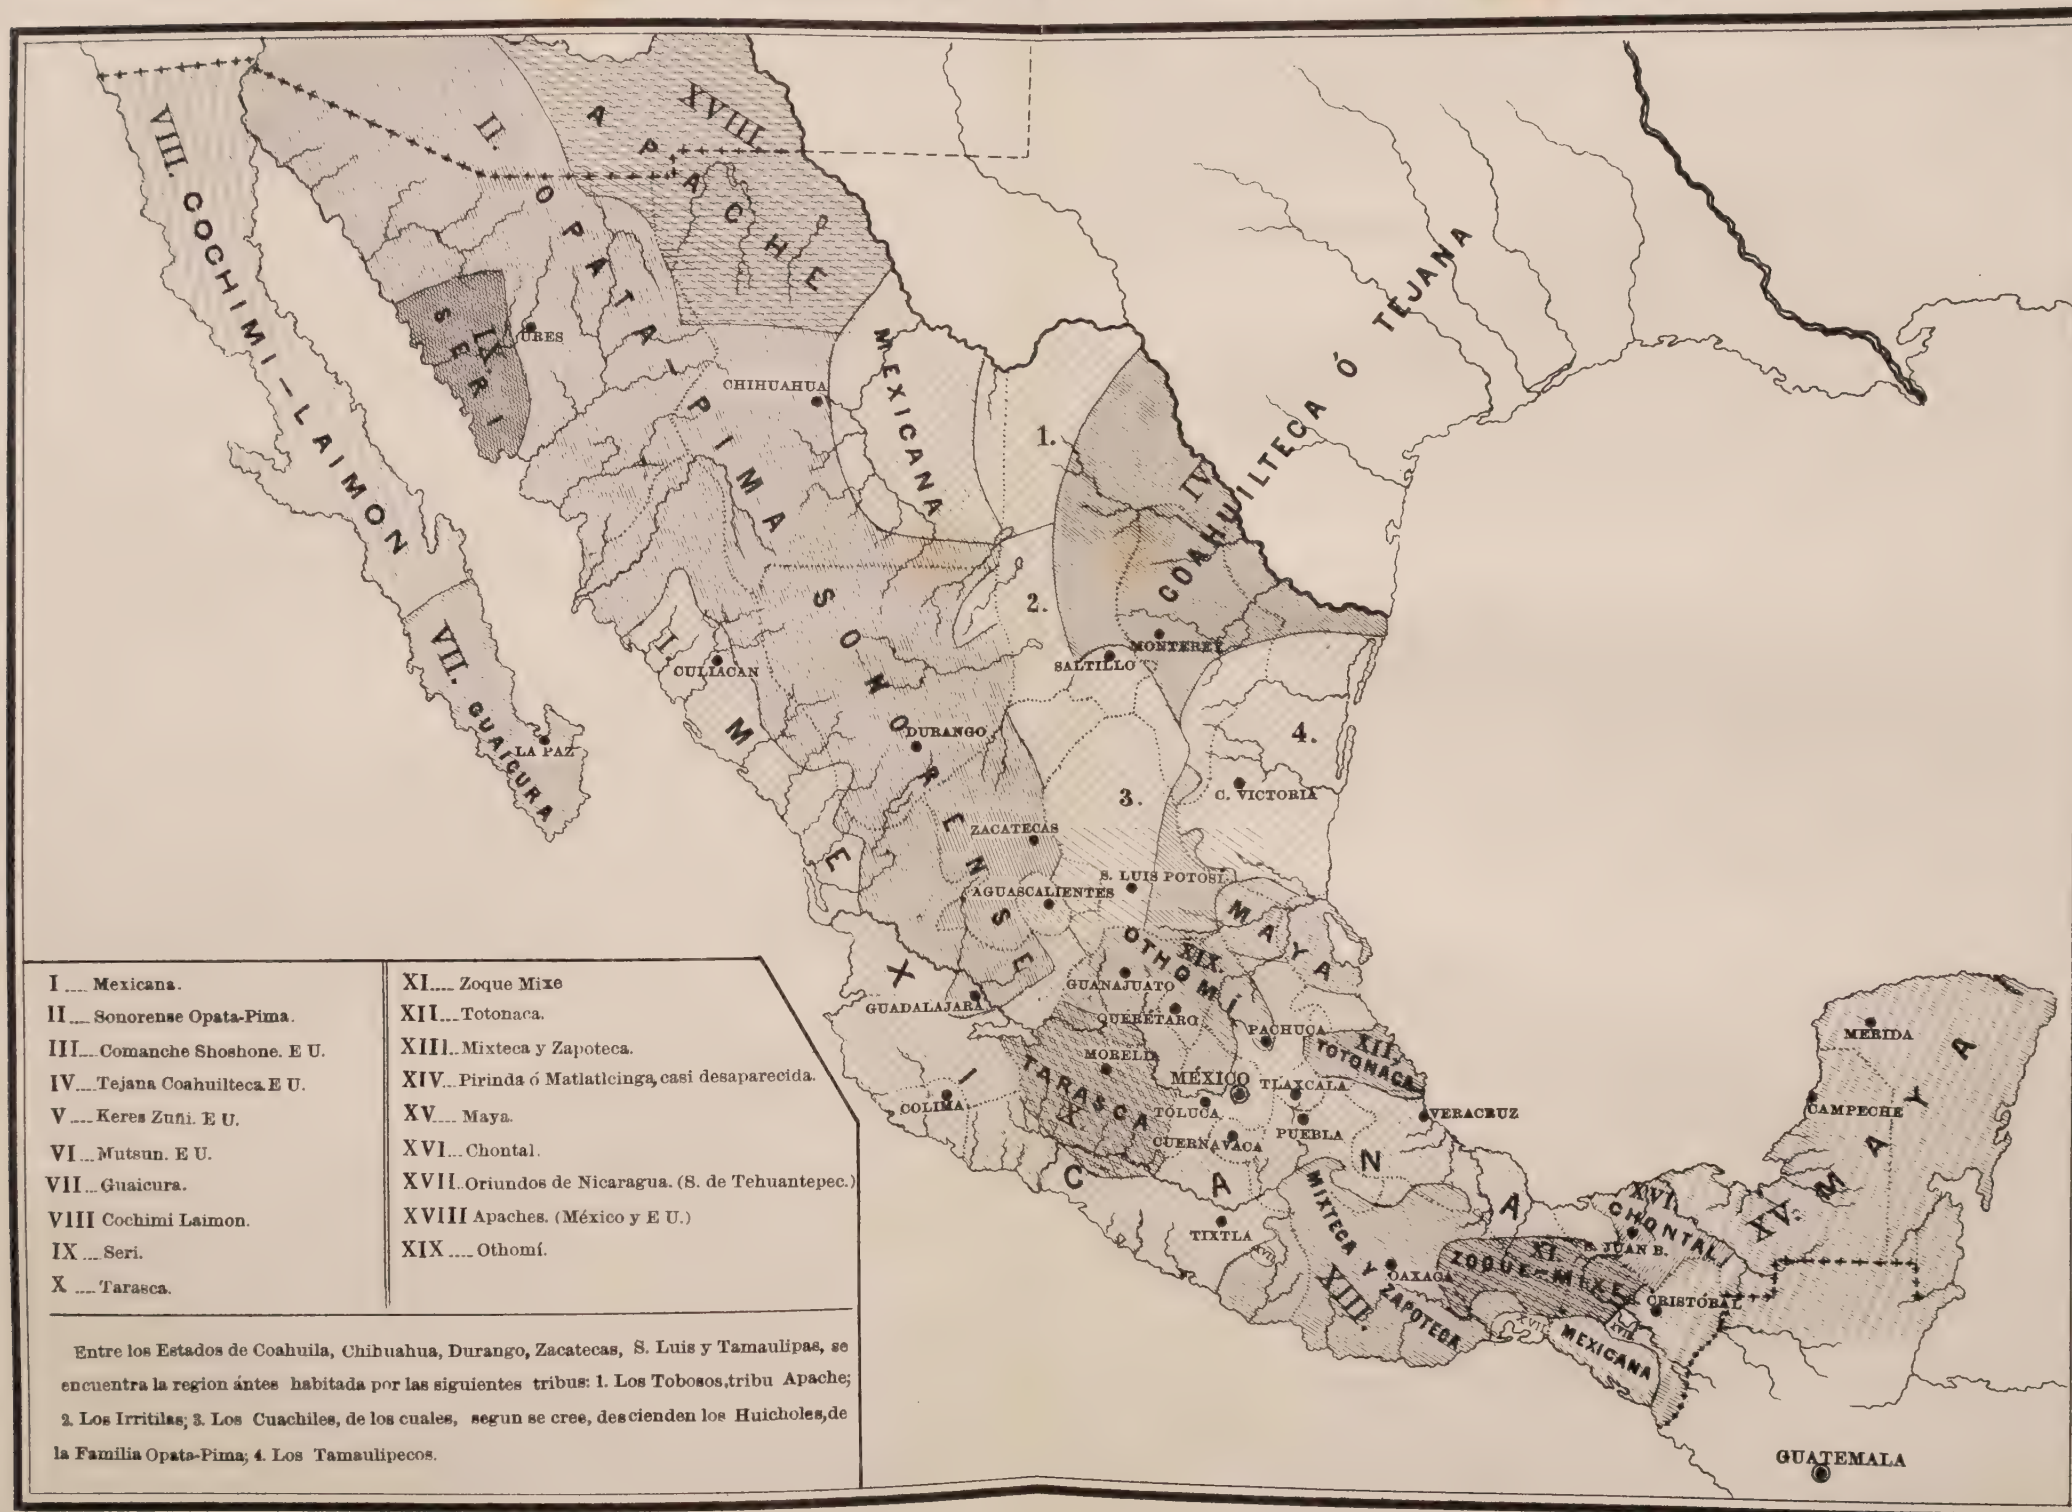 VIII. COCHIMI-LAIMON
II.
OPATA-PIMA
XVIII
APACHE
IX
SERI
URES
CHIHUAHUA
MEXICANA
1.
IV
COAHUILTECA Ó TEJANA
2.
MONTEREY
SALTILLO
I.
CULIACAN
SONORENSE
VII. GUAICURA
LA PAZ
DURANGO
3.
4.
C. VICTORIA
ZACATECAS
AGUASCALIENTES
S. LUIS POTOSÍ
MAYA
MEXICANA
OTHOMÍ
XIX.
GUANAJUATO
GUADALAJARA
QUERÉTARO
PACHUCA
XII.
TOTONACA
MORELIA
TARASCA
X.
COLIMA
MÉXICO
TLAXCALA
TOLUCA
CUERNAVACA
PUEBLA
VERACRUZ
TIXTLA
XVII
MIXTECA Y ZAPOTECA
XIII.
OAXACA
XI.
ZOQUE-MIXE
XVI
CHONTAL
JUAN B.
CRISTÓBAL
XVII
XVII
MEXICANA
XV.
MAYA
MERIDA
CAMPECHE
GUATEMALA
I .... Mexicana.
II .... Sonorense Opata-Pima.
III .... Comanche Shoshone. E U.
IV .... Tejana Coahuilteca. E U.
V .... Keres Zuñi. E U.
VI ... Mutsun. E U.
VII ... Guaicura.
VIII Cochimi Laimon.
IX ... Seri.
X .... Tarasca.
XI .... Zoque Mixe
XII ... Totonaca.
XIII .. Mixteca y Zapoteca.
XIV .. Pirinda ó Matlatlcinga, casi desaparecida.
XV .... Maya.
XVI ... Chontal.
XVII .. Oriundos de Nicaragua. (S. de Tehuantepec.)
XVIII Apaches. (México y E U.)
XIX .... Othomí.
Entre los Estados de Coahuila, Chihuahua, Durango, Zacatecas, S. Luis y Tamaulipas, se
encuentra la region ántes habitada por las siguientes tribus: 1. Los Tobosos, tribu Apache;
2. Los Irritilas; 3. Los Cuachiles, de los cuales, segun se cree, descienden los Huicholes, de
la Familia Opata-Pima; 4. Los Tamaulipecos.